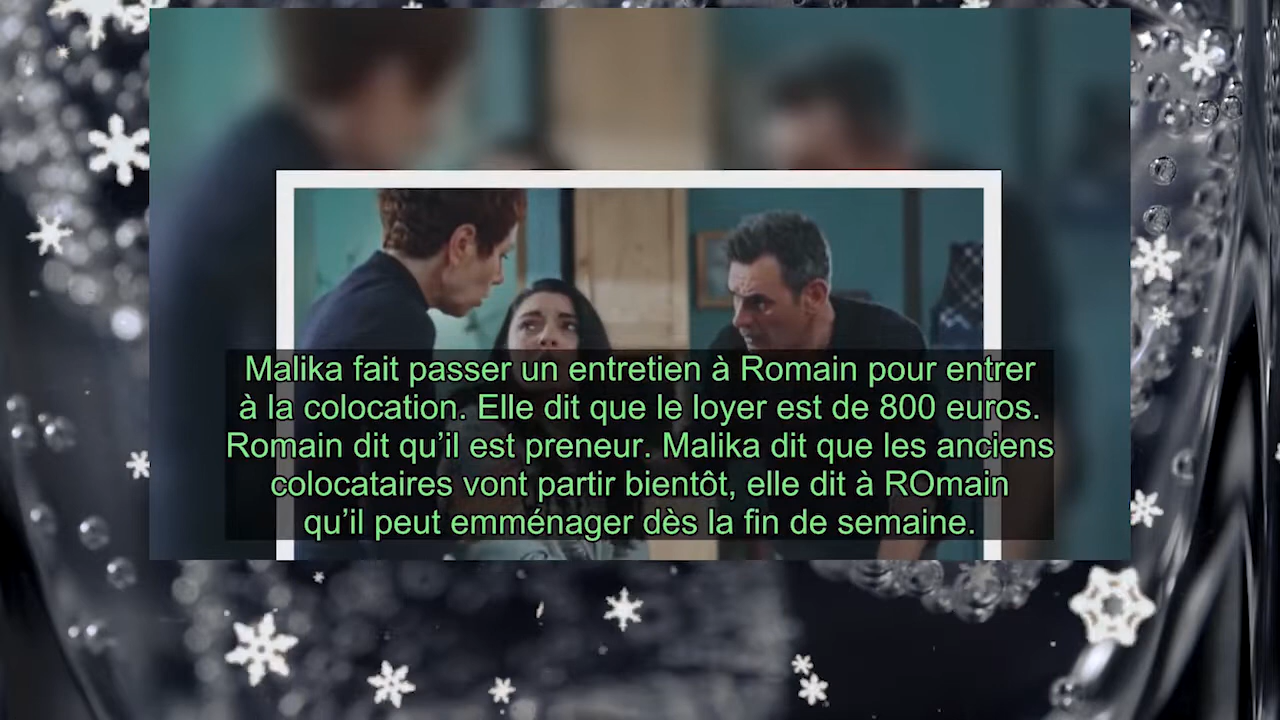 Malika fait passer un entretien à Romain pour entrer
à la colocation. Elle dit que le loyer est de 800 euros.
Romain dit qu’il est preneur. Malika dit que les anciens
colocataires vont partir bientôt, elle dit à ROmain
qu’il peut emménager dès la fin de semaine.